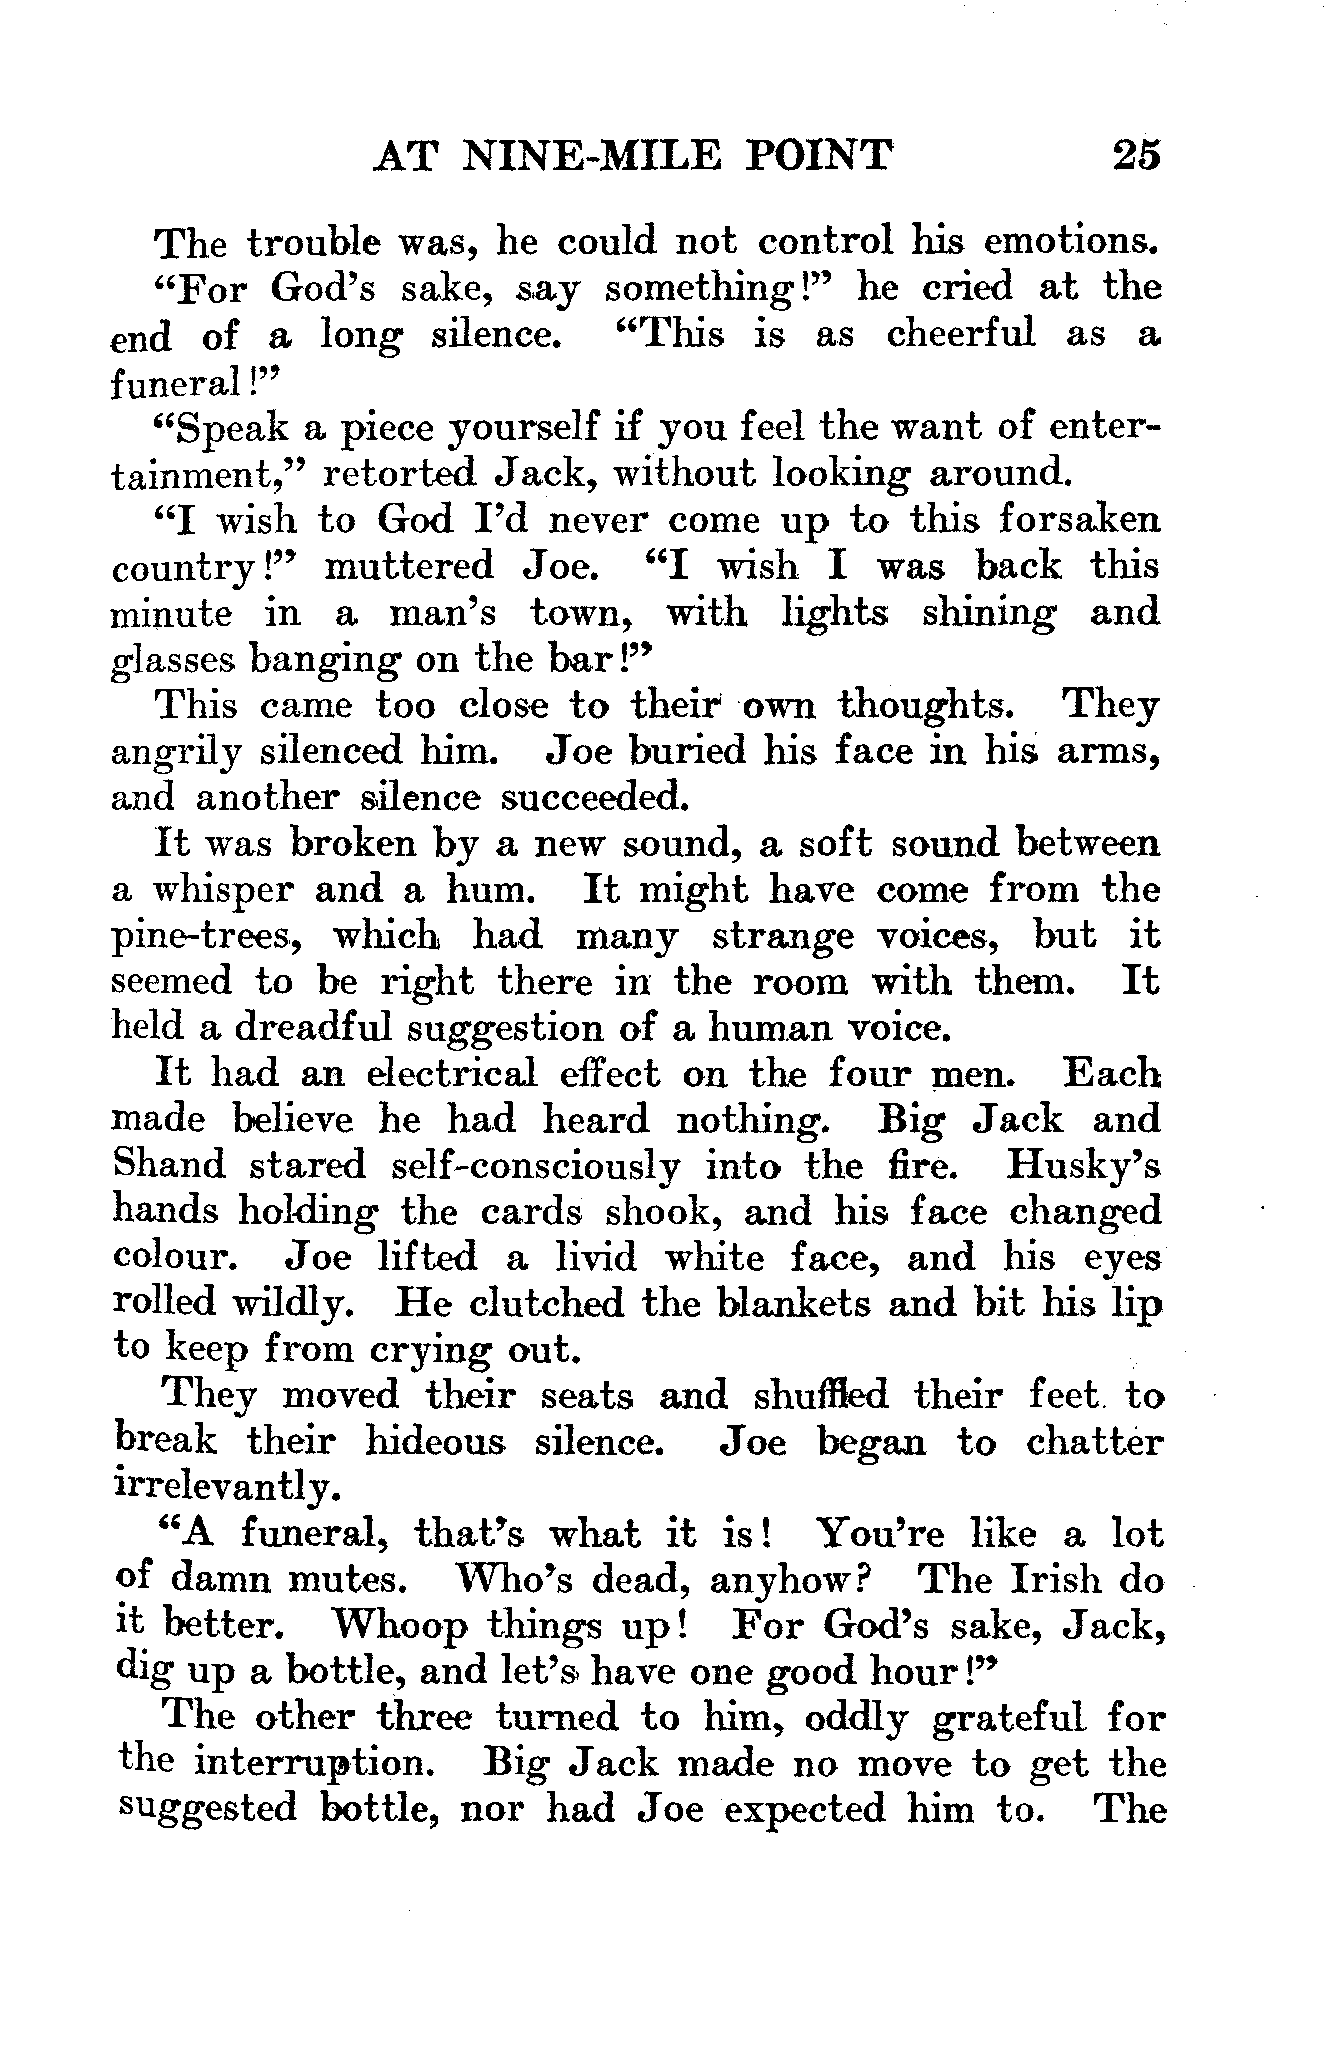 AT NINE-MILE POINT 25
The trouble was, he could not control his emotions.
“For God’s sake, say something!” he cried at the
end of a long silence. “This is as cheerful as a
funeral!”
“Speak a piece yourself if you feel the want of enter-
tainment,” retorted Jack, without looking around.
“I wish to God I’d never come up to this forsaken
country!” muttered Joe. “I wish I was back this
minute in a man’s town, with lights shining and
glasses banging on the bar!”
This came too close to their own thoughts. They
angrily silenced him. Joe buried his face in his arms,
and another silence succeeded.
It was broken by a new sound, a soft sound between
a whisper and a hum. It might have come from the
pine-trees, which had many strange voices, but it
seemed to be right there in the room with them. It
held a dreadful suggestion of a human voice.
It had an electrical effect on the four men. Each
made believe he had heard nothing. Big Jack and
Shand stared self-consciously into the fire. Husky’s
hands holding the cards shook, and his face changed
colour. Joe lifted a livid white face, and his eyes
rolled wildly. He clutched the blankets and bit his lip
to keep from crying out.
They moved their seats and shuffled their feet to
break their hideous silence. Joe began to chatter
irrelevantly.
“A funeral, that’s what it is! You’re like a lot
of damn mutes. Who’s dead, anyhow? The Irish do
it better. Whoop things up! For God’s sake, Jack,
dig up a bottle, and let’s have one good hour!”
The other three turned to him, oddly grateful for
the interruption. Big Jack made no move to get the
suggested bottle, nor had Joe expected him to. The